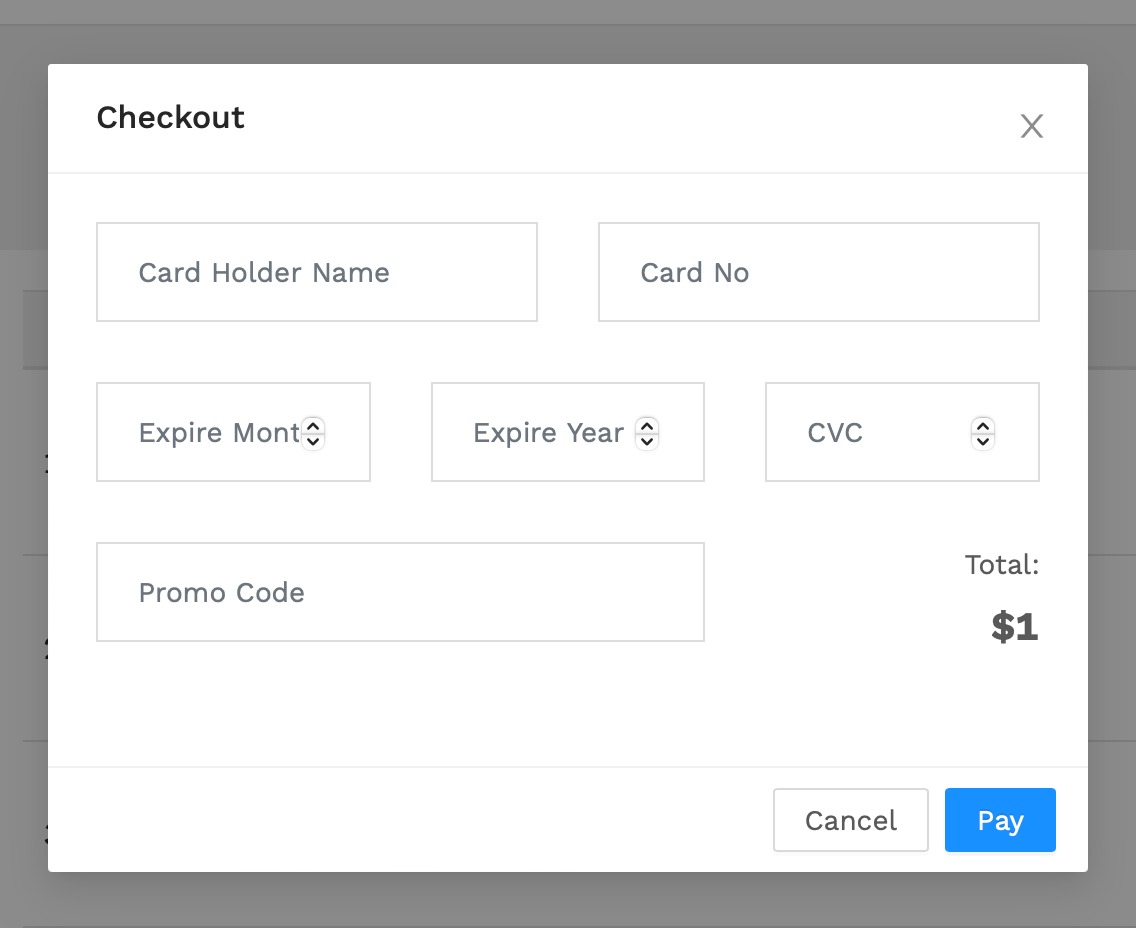 Checkout
Card Holder Name
Card No
Expire Mont
Expire Year
CVC
Promo Code
Total:
$1
Cancel
Pay